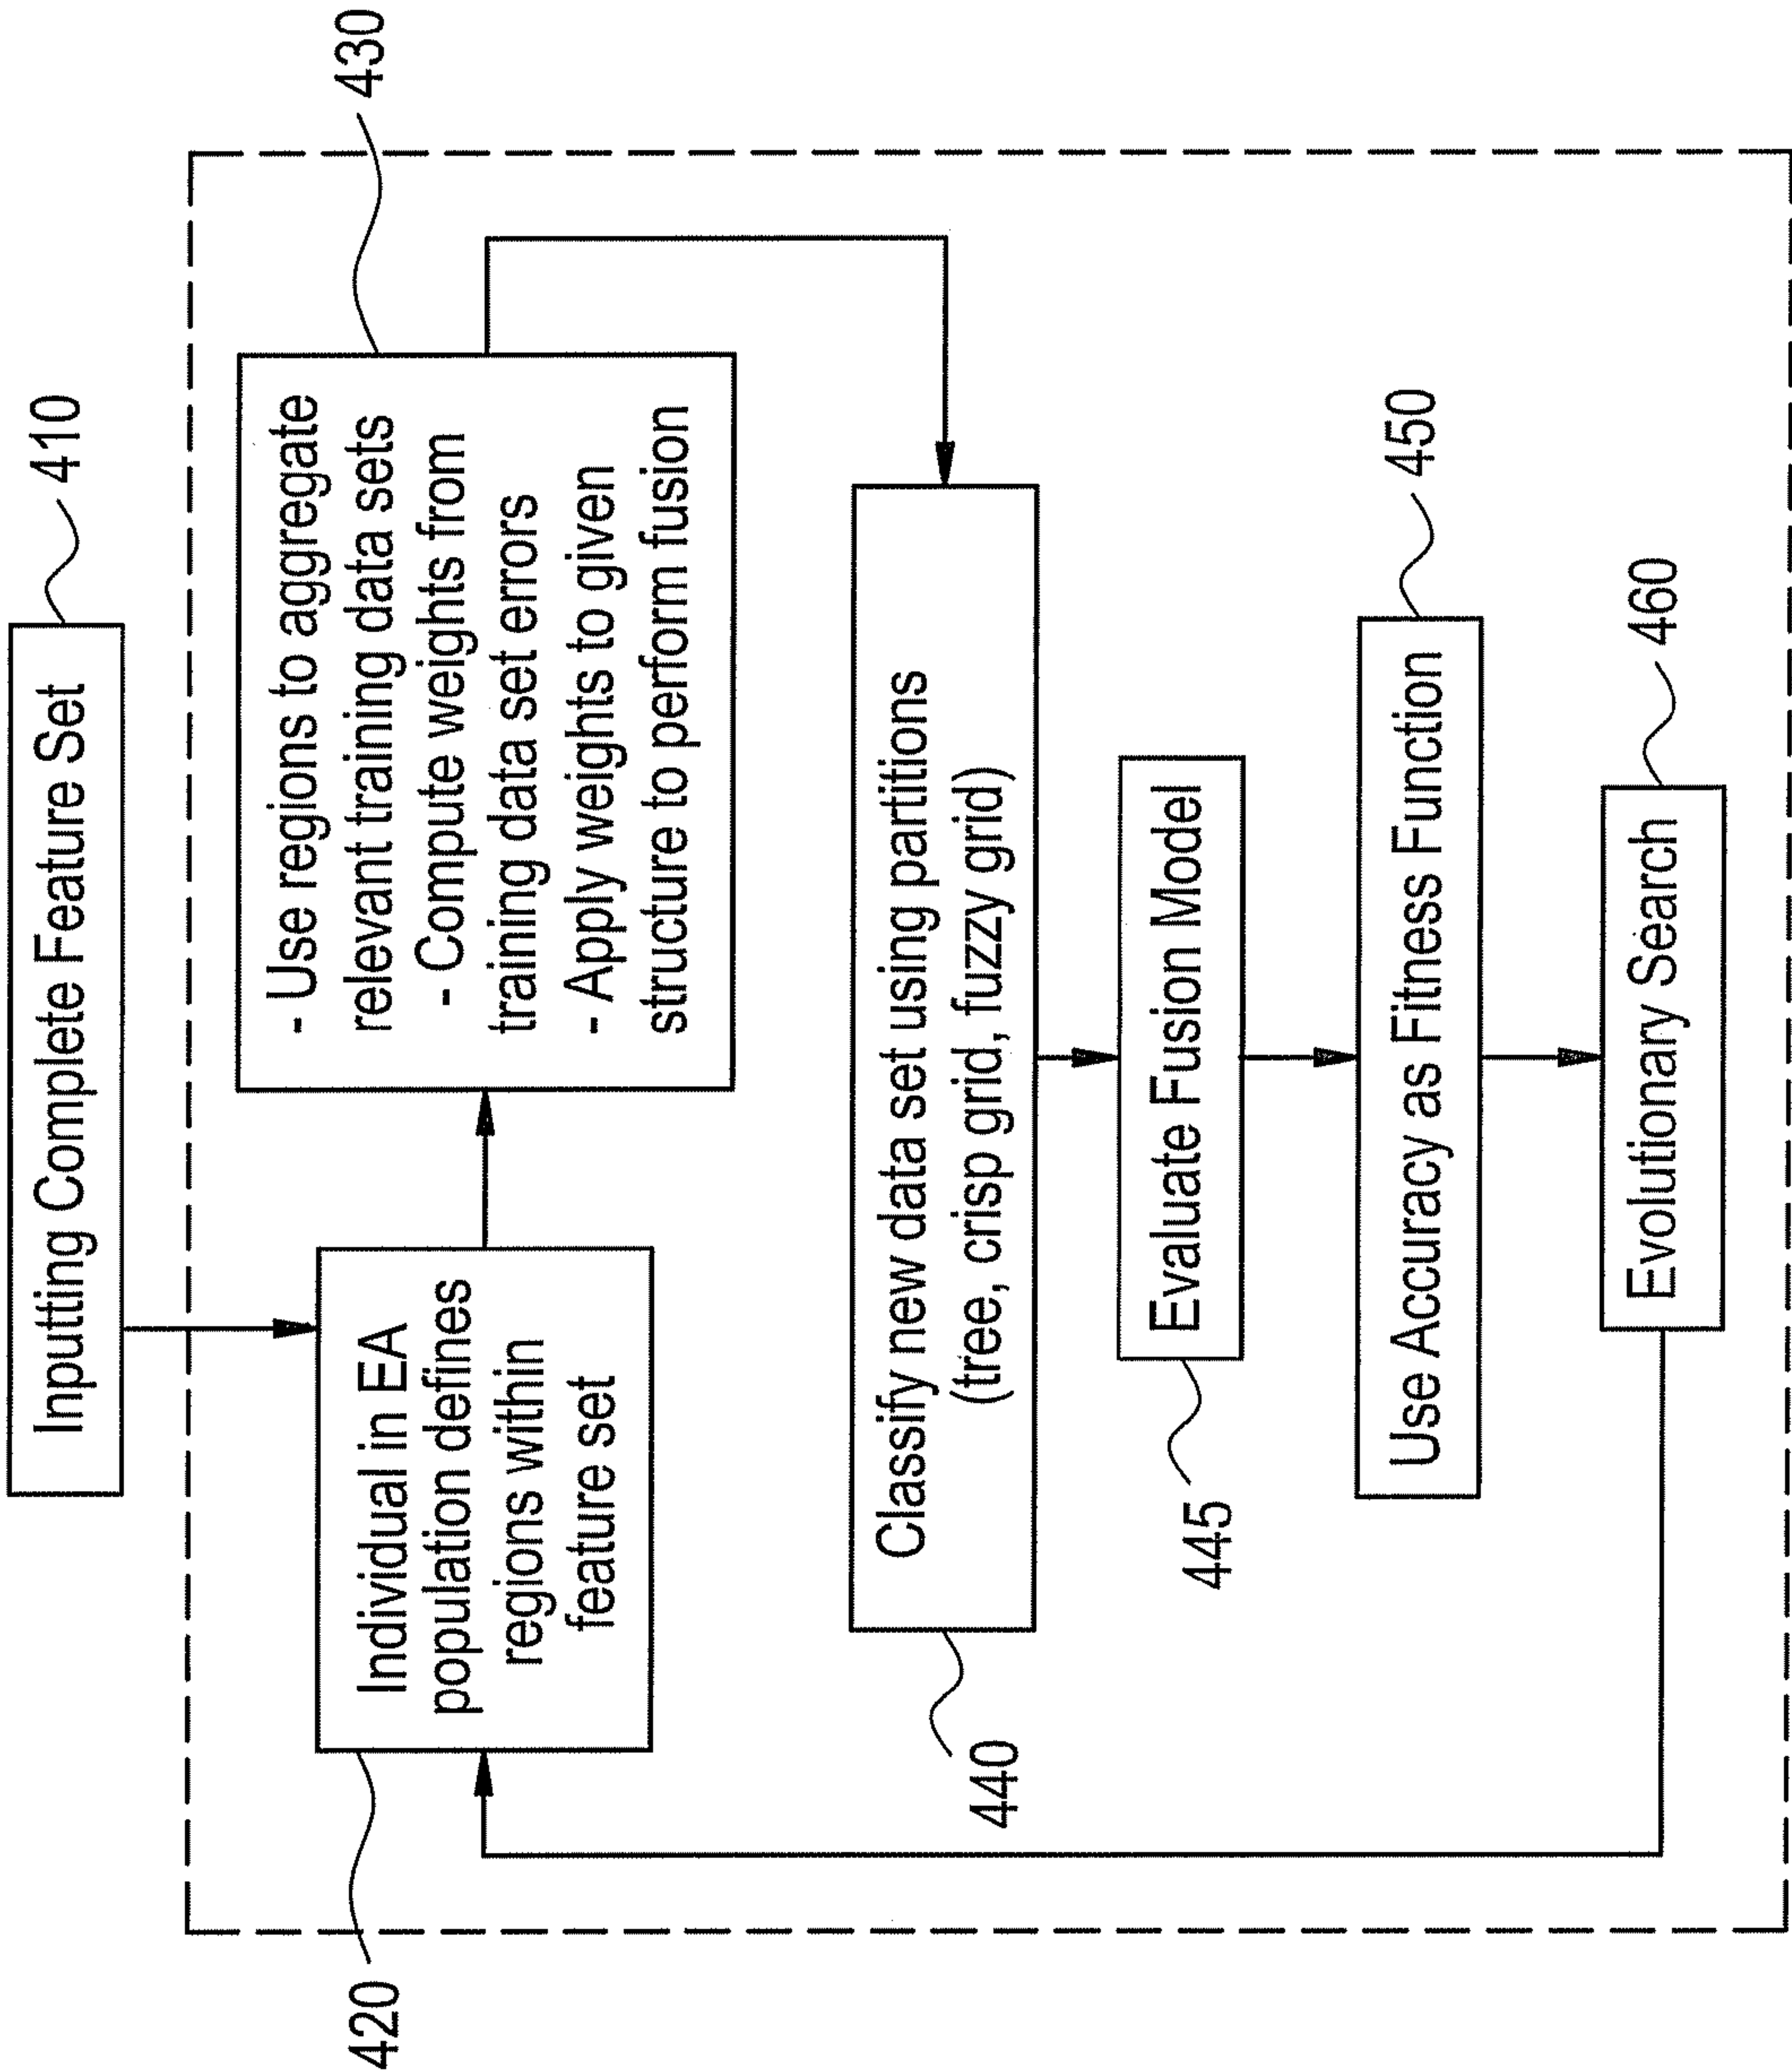 Inputting Complete Feature Set
410
Individual in EA
population defines
regions within
feature set
420
- Use regions to aggregate
relevant training data sets
- Compute weights from
training data set errors
- Apply weights to given
structure to perform fusion
430
Classify new data set using partitions
(tree, crisp grid, fuzzy grid)
440
Evaluate Fusion Model
445
Use Accuracy as Fitness Function
450
Evolutionary Search
460